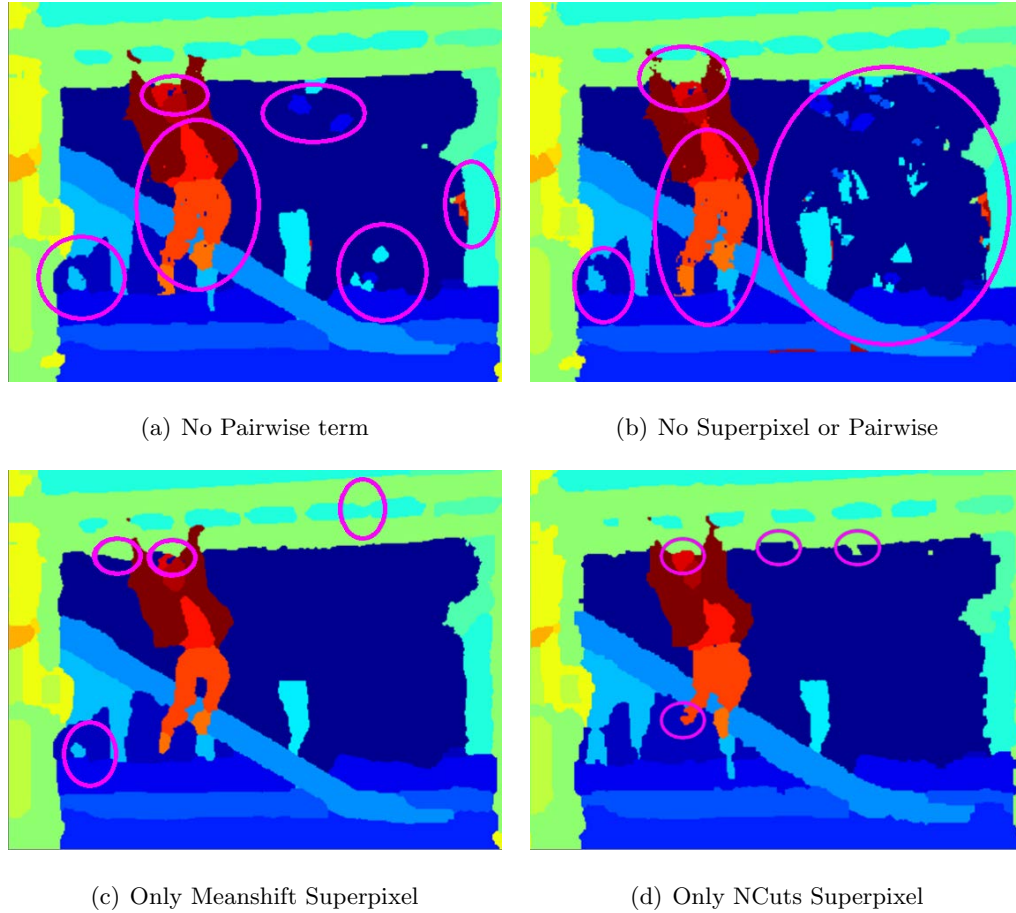 (a) No Pairwise term
(b) No Superpixel or Pairwise
(c) Only Meanshift Superpixel
(d) Only NCuts Superpixel